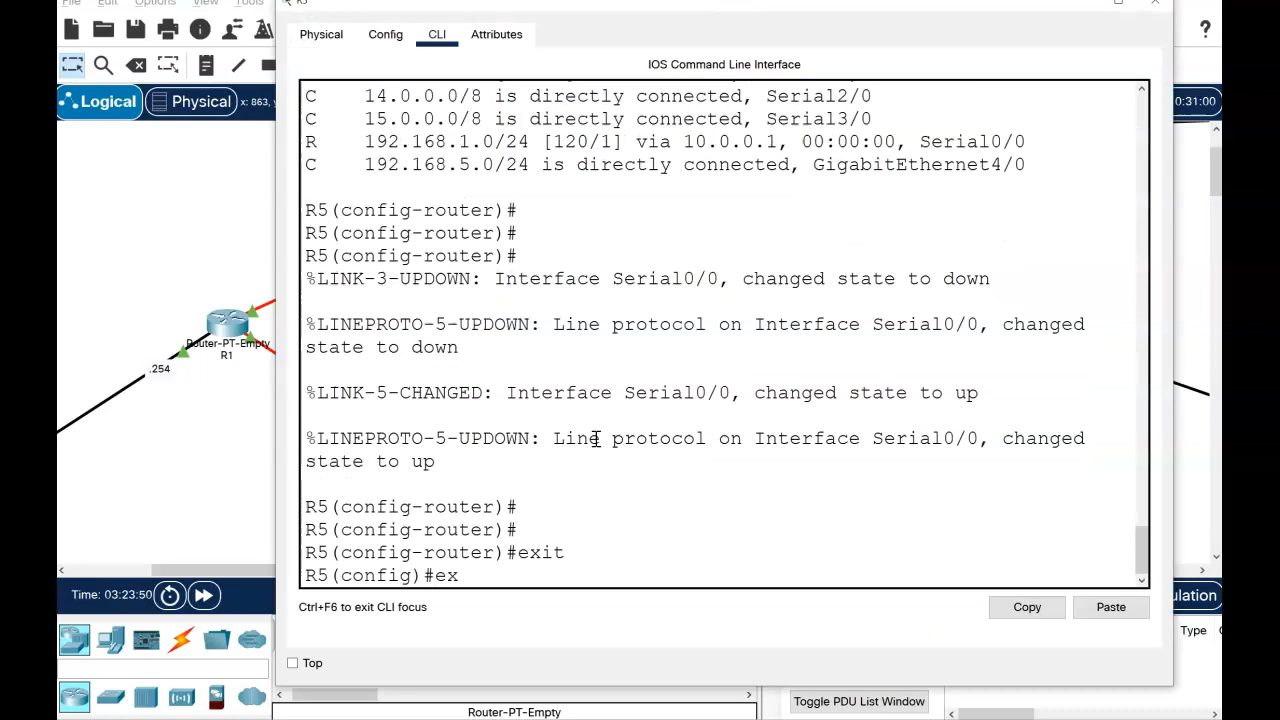 File Edit Options View Tools
R5
Physical Config CLI Attributes
?
IOS Command Line Interface
Logical Physical x: 863,
0:31:00
C 14.0.0.0/8 is directly connected, Serial2/0
C 15.0.0.0/8 is directly connected, Serial3/0
R 192.168.1.0/24 [120/1] via 10.0.0.1, 00:00:00, Serial0/0
C 192.168.5.0/24 is directly connected, GigabitEthernet4/0
R5(config-router)#
R5(config-router)#
R5(config-router)#
%LINK-3-UPDOWN: Interface Serial0/0, changed state to down
%LINEPROTO-5-UPDOWN: Line protocol on Interface Serial0/0, changed
state to down
%LINK-5-CHANGED: Interface Serial0/0, changed state to up
%LINEPROTO-5-UPDOWN: Line protocol on Interface Serial0/0, changed
state to up
R5(config-router)#
R5(config-router)#
R5(config-router)#exit
R5(config)#ex
Router-PT-Empty
R1
.254
Ctrl+F6 to exit CLI focus
Copy Paste
Top
Time: 03:23:50
ulation
Type
Toggle PDU List Window
Router-PT-Empty